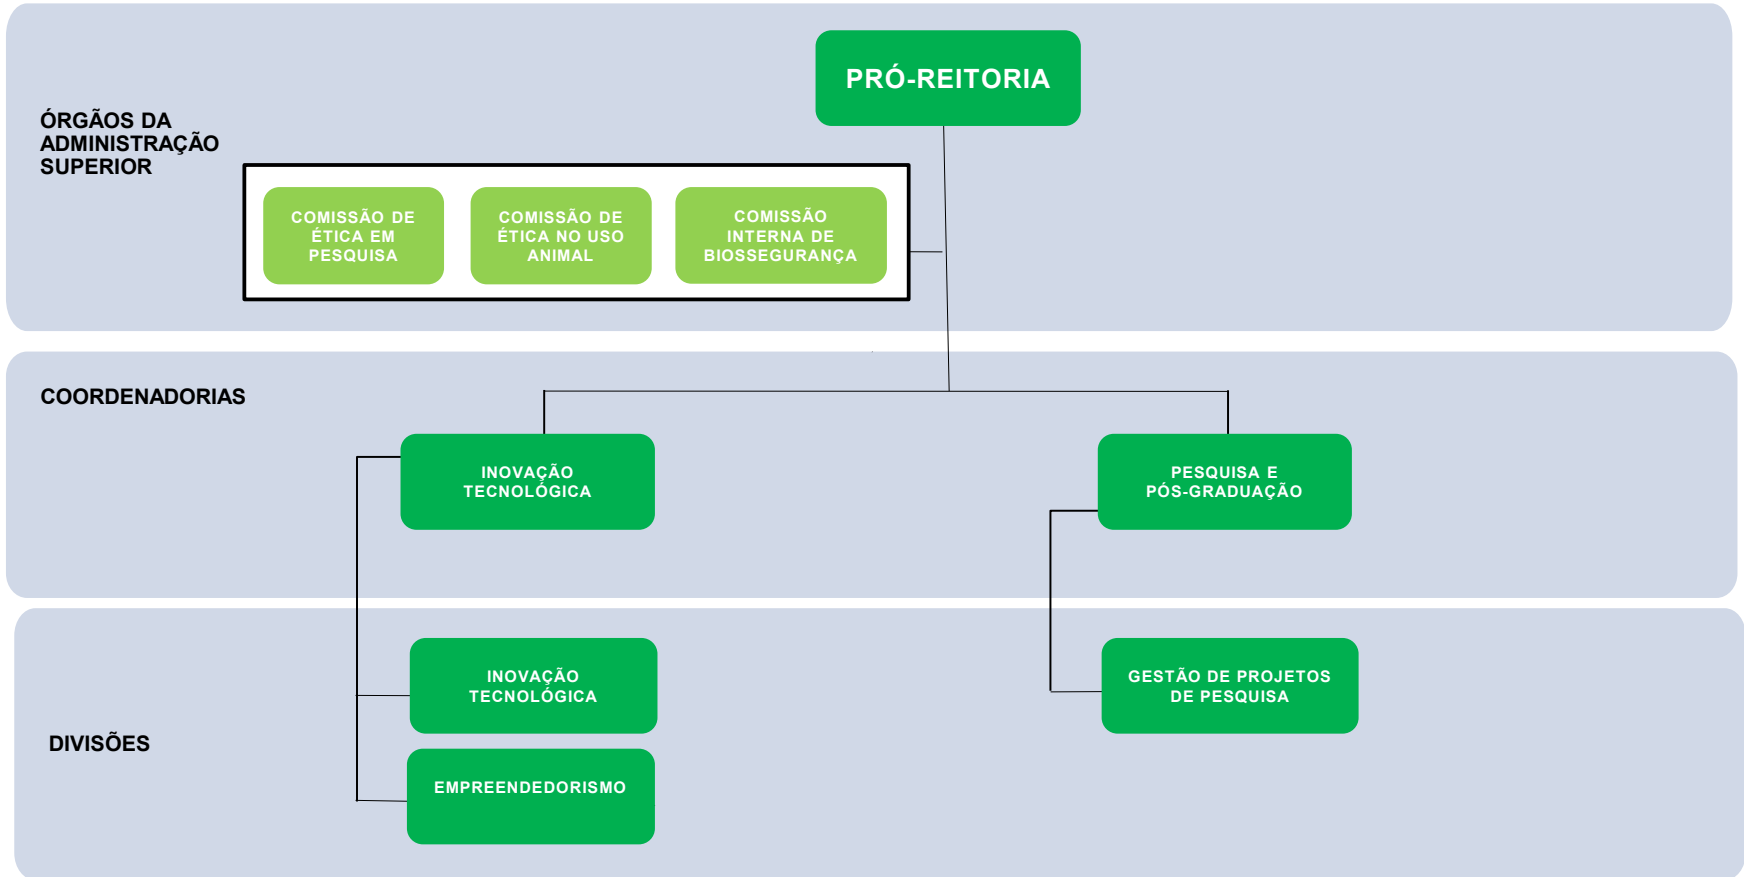 PRÓ-REITORIA
ÓRGÃOS DA
ADMINISTRAÇÃO
SUPERIOR
COMISSÃO DE
ÉTICA EM
PESQUISA
COMISSÃO DE
ÉTICA NO USO
ANIMAL
COMISSÃO
INTERNA DE
BIOSSEGURANÇA
COORDENADORIAS
INOVAÇÃO
TECNOLÓGICA
PESQUISA E
PÓS-GRADUAÇÃO
INOVAÇÃO
TECNOLÓGICA
GESTÃO DE PROJETOS
DE PESQUISA
DIVISÕES
EMPREENDEDORISMO